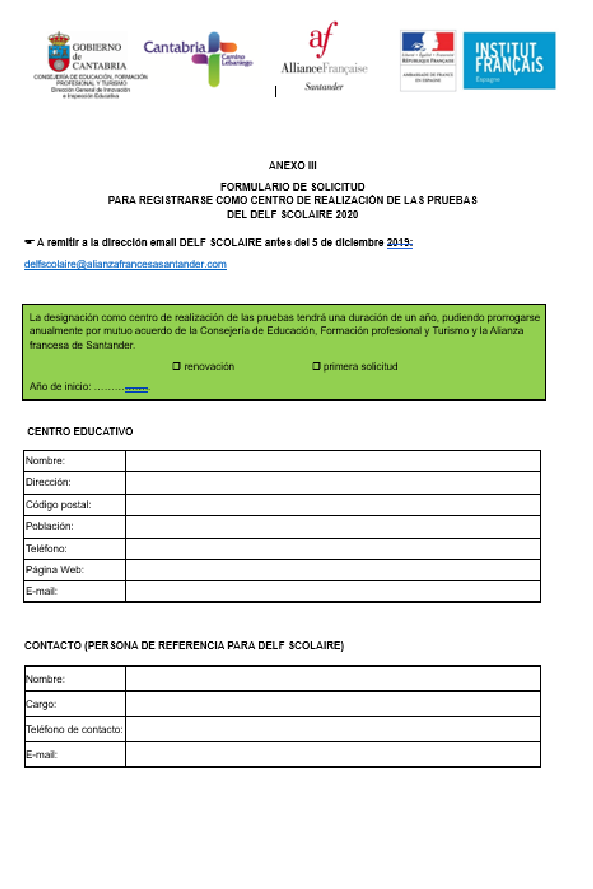 GOBIERNO
de
CANTABRIA
CONSEJERÍA DE EDUCACIÓN, FORMACIÓN
PROFESIONAL Y TURISMO
Dirección General de Innovación
e Inspección Educativa
Cantabria
Camino
Lebaniego
af
AllianceFrançaise
Santander
Liberté • Égalité • Fraternité
RÉPUBLIQUE FRANÇAISE
AMBASSADE DE FRANCE
EN ESPAGNE
INSTITUT
FRANÇAIS
Espagne
ANEXO III
FORMULARIO DE SOLICITUD
PARA REGISTRARSE COMO CENTRO DE REALIZACIÓN DE LAS PRUEBAS
DEL DELF SCOLAIRE 2020
☛ A remitir a la dirección email DELF SCOLAIRE antes del 5 de diciembre 2019:
delfscolaire@alianzafrancesasantander.com
La designación como centro de realización de las pruebas tendrá una duración de un año, pudiendo prorrogarse
anualmente por mutuo acuerdo de la Consejería de Educación, Formación profesional y Turismo y la Alianza
francesa de Santander.
❒ renovación ❒ primera solicitud
Año de inicio: ................
CENTRO EDUCATIVO
Nombre:
Dirección:
Código postal:
Población:
Teléfono:
Página Web:
E-mail:
CONTACTO (PERSONA DE REFERENCIA PARA DELF SCOLAIRE)
Nombre:
Cargo:
Teléfono de contacto:
E-mail: